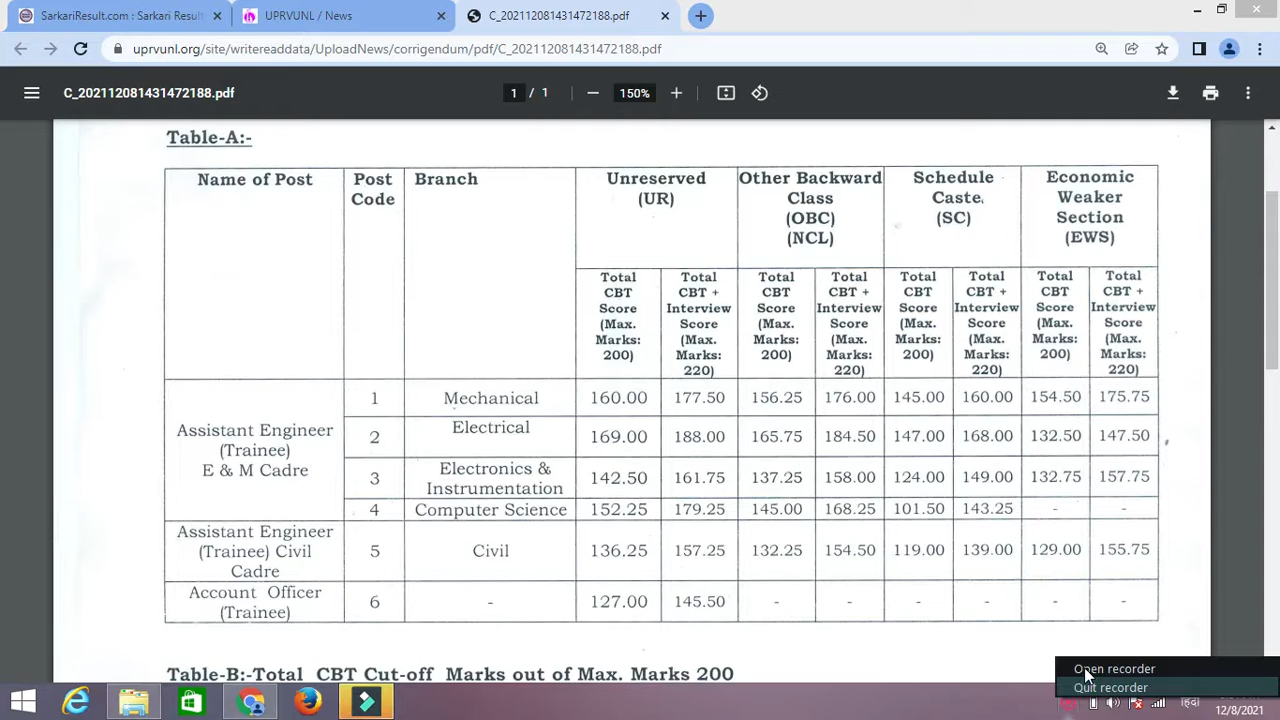 SarkariResult.com : Sarkari Result
UPRVUNL / News
C_202112081431472188.pdf
uprvunl.org/site/writereaddata/UploadNews/corrigendum/pdf/C_202112081431472188.pdf
C_202112081431472188.pdf
1 / 1
150%
Table-A:-
Name of Post Post Code Branch Unreserved (UR) Other Backward Class (OBC) (NCL) Schedule Caste (SC) Economic Weaker Section (EWS)
Total CBT Score (Max. Marks: 200) Total CBT + Interview Score (Max. Marks: 220) Total CBT Score (Max. Marks: 200) Total CBT + Interview Score (Max. Marks: 220) Total CBT Score (Max. Marks: 200) Total CBT + Interview Score (Max. Marks: 220) Total CBT Score (Max. Marks: 200) Total CBT + Interview Score (Max. Marks: 220)
Assistant Engineer (Trainee) E & M Cadre
1 Mechanical 160.00 177.50 156.25 176.00 145.00 160.00 154.50 175.75
2 Electrical 169.00 188.00 165.75 184.50 147.00 168.00 132.50 147.50
3 Electronics & Instrumentation 142.50 161.75 137.25 158.00 124.00 149.00 132.75 157.75
4 Computer Science 152.25 179.25 145.00 168.25 101.50 143.25 - -
Assistant Engineer (Trainee) Civil Cadre 5 Civil 136.25 157.25 132.25 154.50 119.00 139.00 129.00 155.75
Account Officer (Trainee) 6 - 127.00 145.50 - - - - - -
Table-B:-Total CBT Cut-off Marks out of Max. Marks 200
Open recorder
Quit recorder
हिंदी
12/8/2021